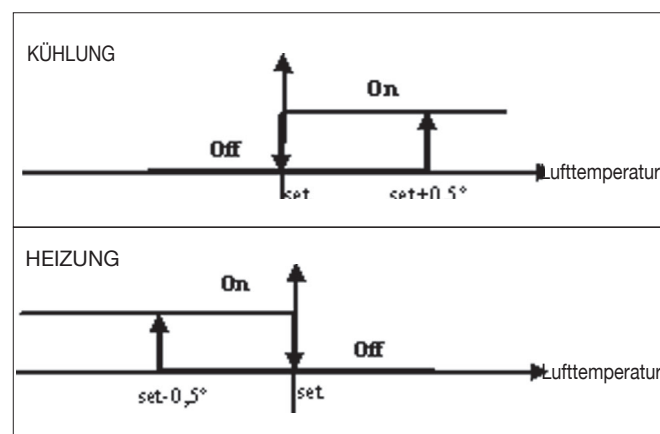 KÜHLUNG
On
Off
Lufttemperatur
set
set+0,5°
HEIZUNG
On
Off
Lufttemperatur
set-0,5°
set